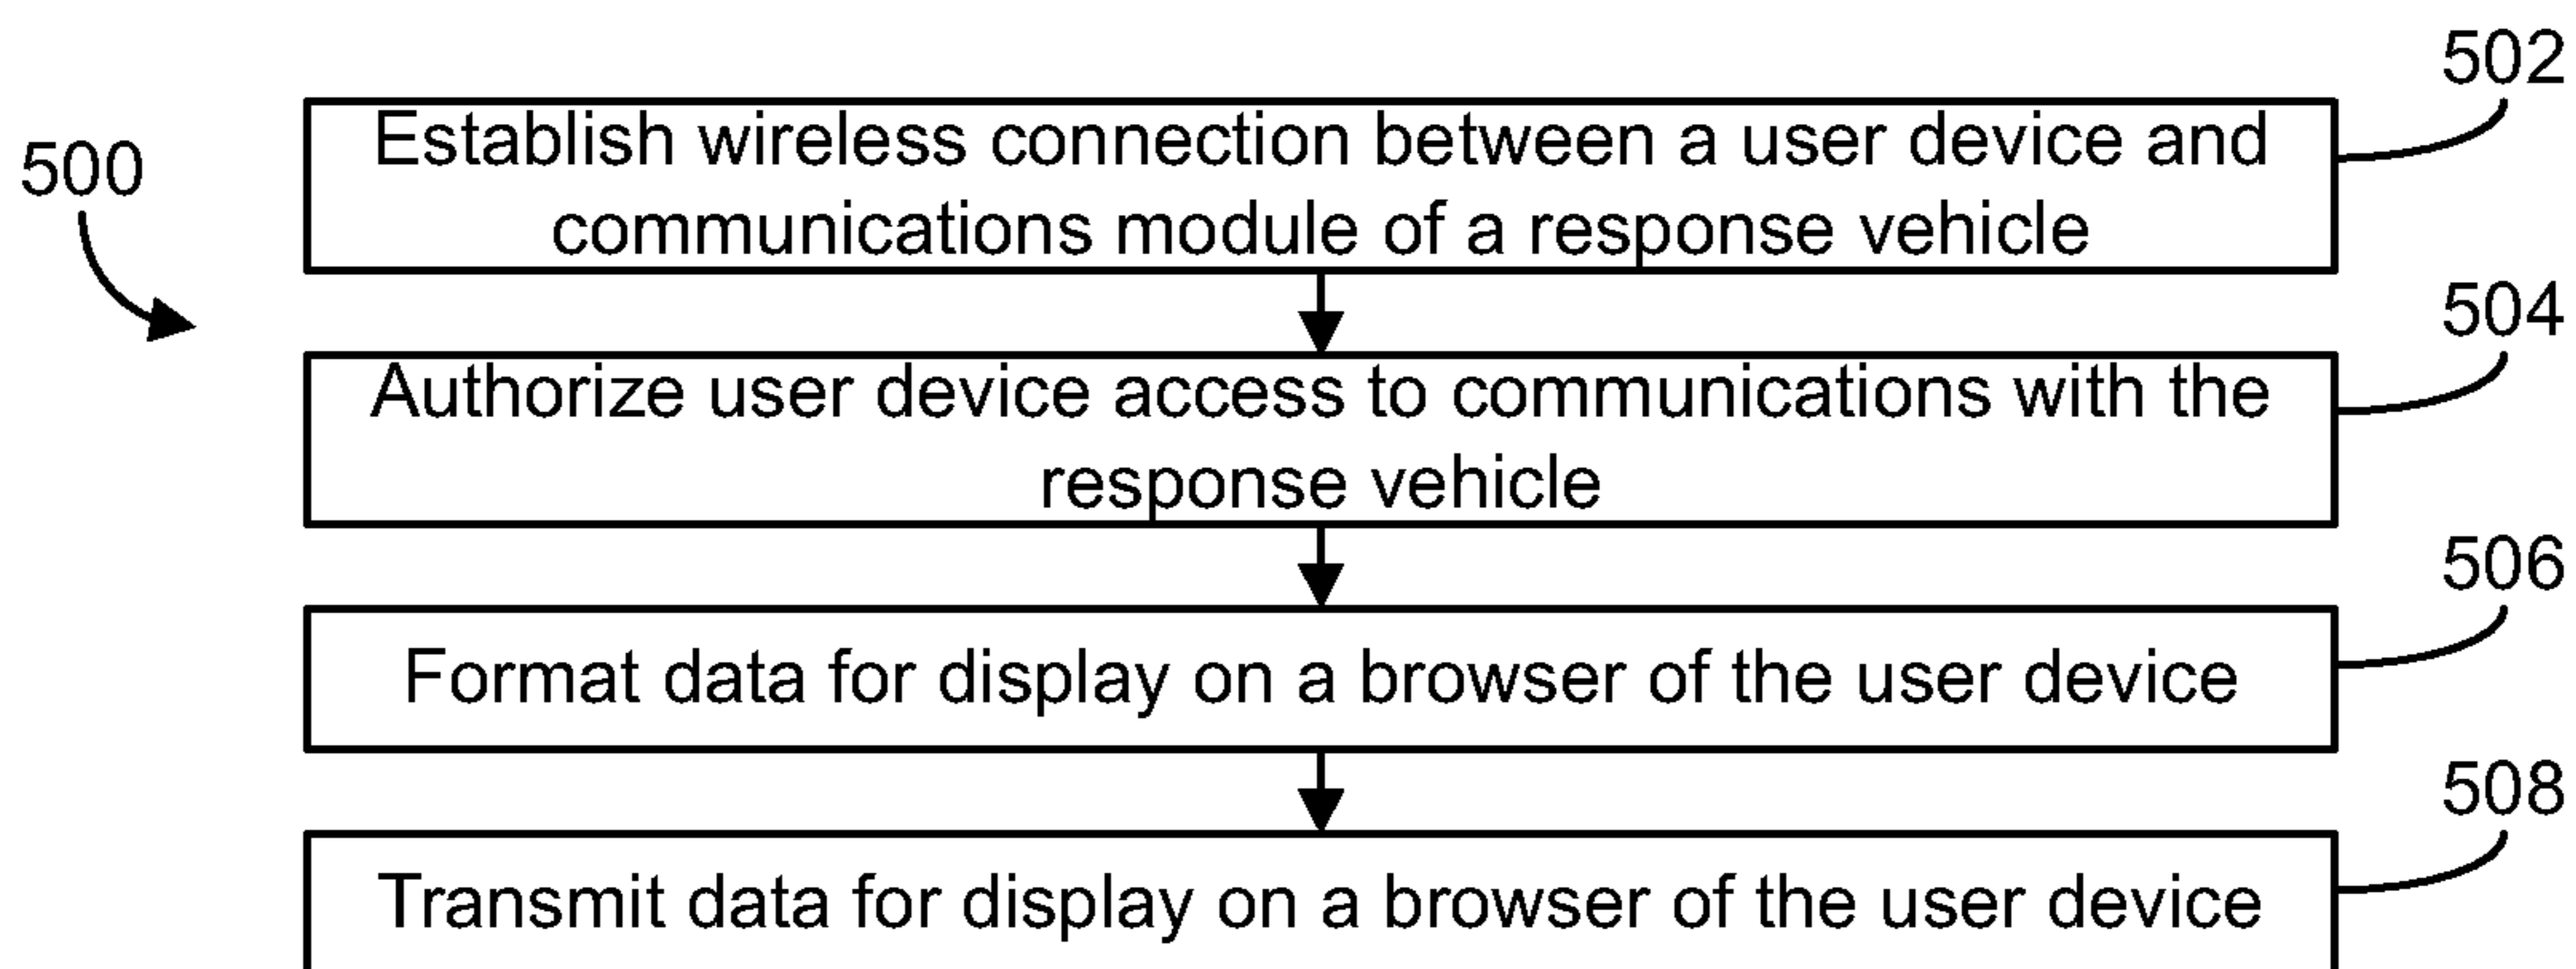 502
Establish wireless connection between a user device and
communications module of a response vehicle
500
504
Authorize user device access to communications with the
response vehicle
506
Format data for display on a browser of the user device
508
Transmit data for display on a browser of the user device